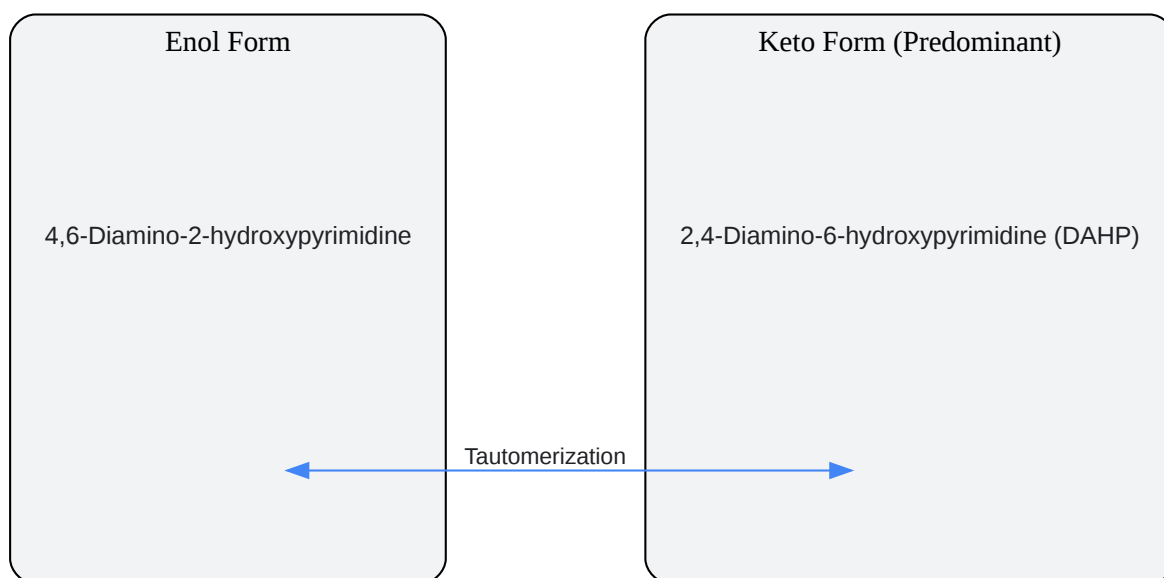 Enol Form
Keto Form (Predominant)
4,6-Diamino-2-hydroxypyrimidine
2,4-Diamino-6-hydroxypyrimidine (DAHP)
Tautomerization